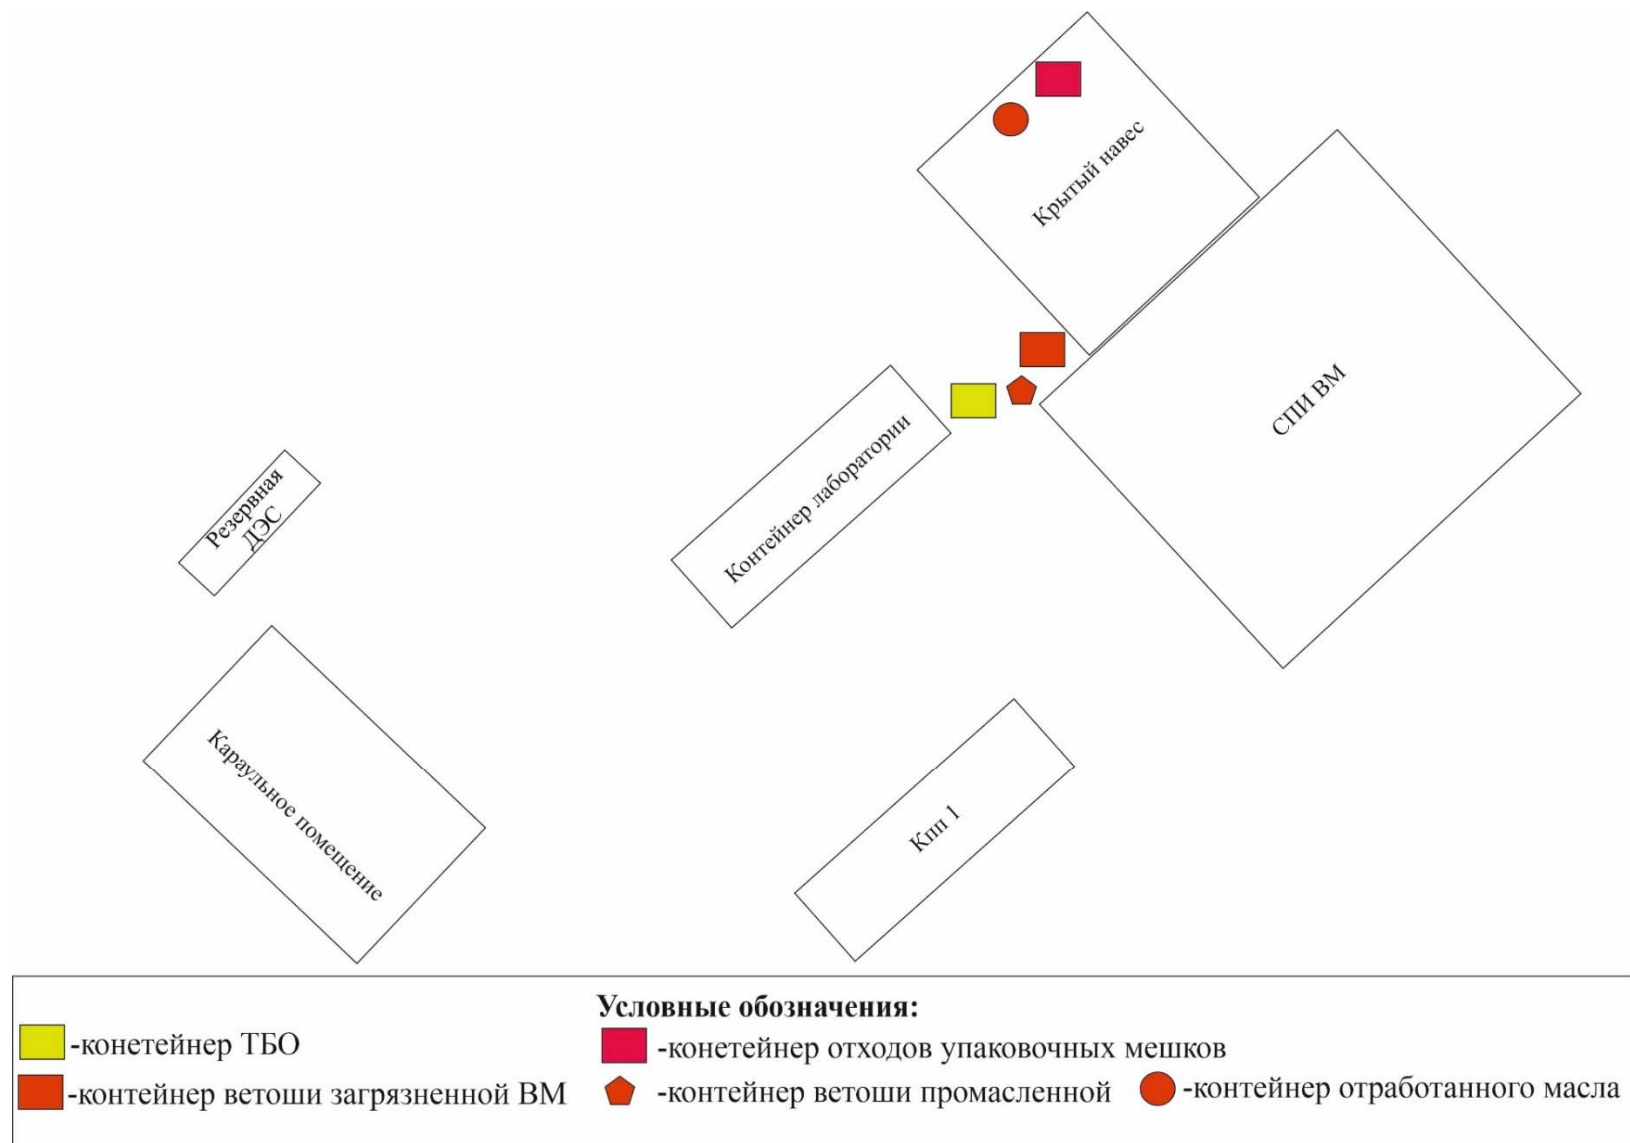 Крытый навес
СПИ ВМ
Контейнер лаборатории
Резервная
ДЭС
Караульное помещение
Кпп 1
Условные обозначения:
-конетейнер ТБО
-конетейнер отходов упаковочных мешков
-контейнер ветоши загрязненной ВМ
-контейнер ветоши промасленной
-контейнер отработанного масла